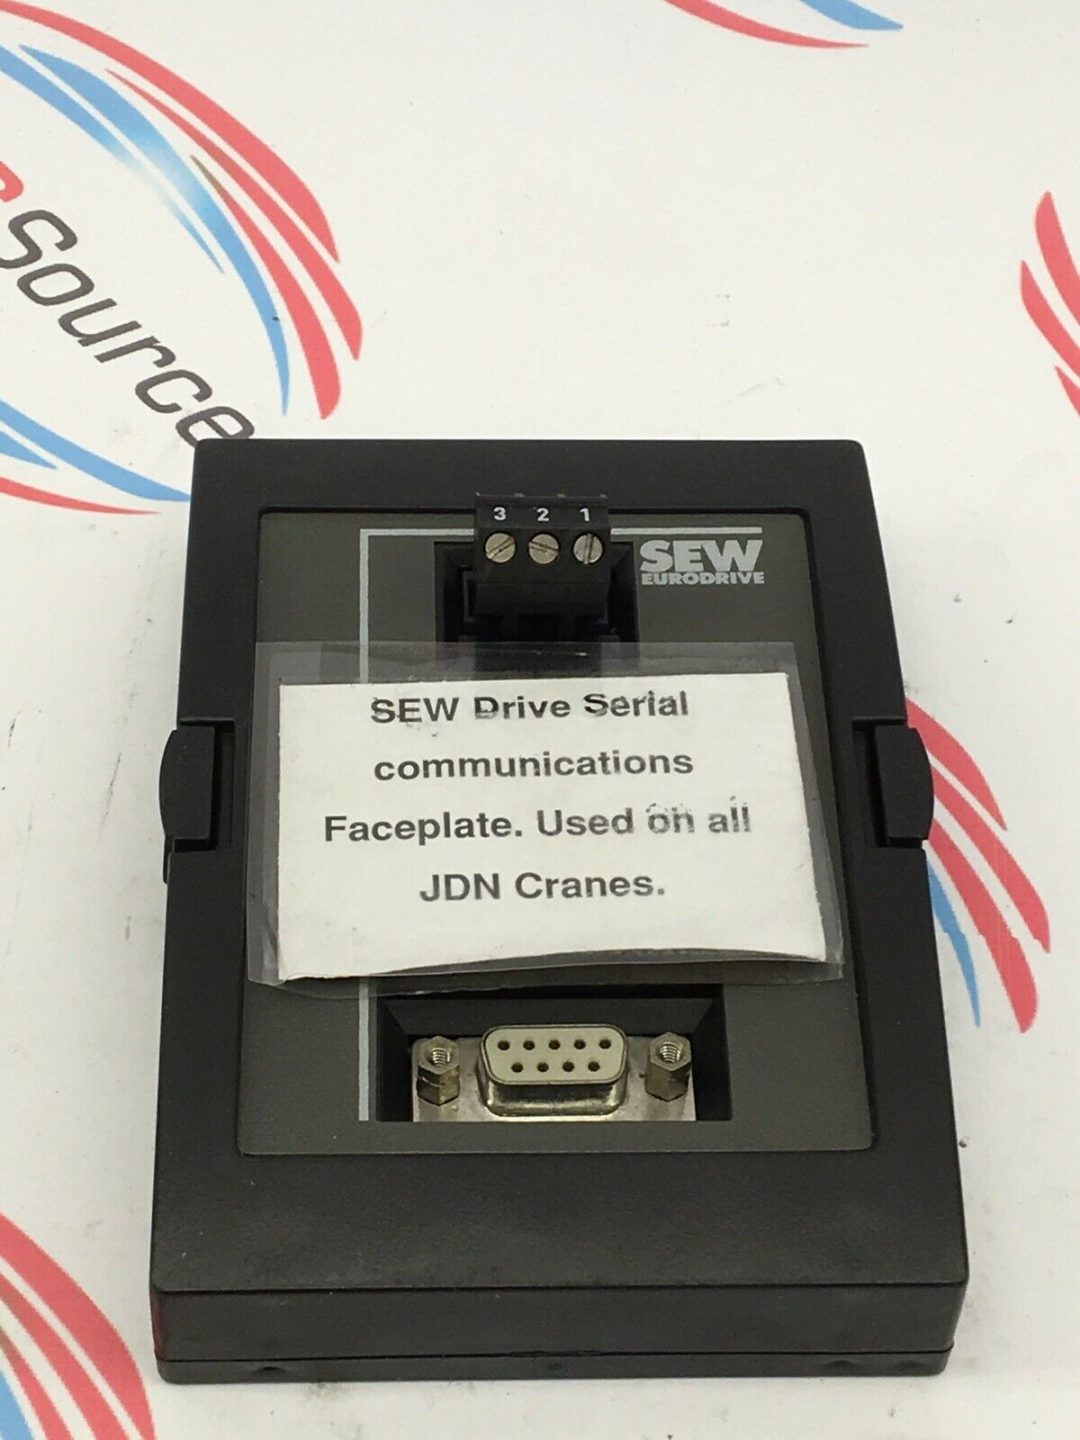 Source
3 2 1
SEW
EURODRIVE
SEW Drive Serial
communications
Faceplate. Used on all
JDN Cranes.